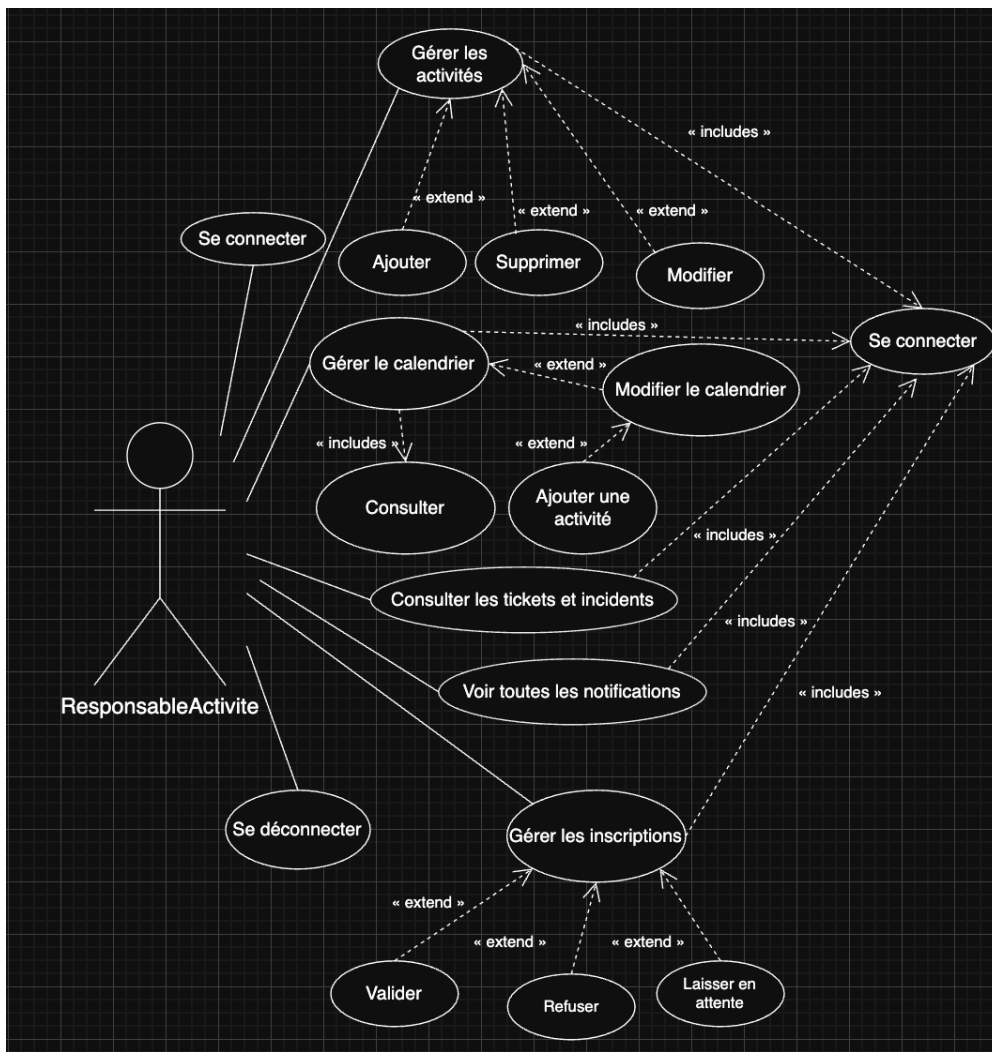 Gérer les
activités
« includes »
« extend »
« extend »
« extend »
Se connecter
Ajouter
Supprimer
Modifier
« includes »
Se connecter
Gérer le calendrier
« extend »
Modifier le calendrier
« includes »
« extend »
Consulter
Ajouter une
activité
« includes »
Consulter les tickets et incidents
« includes »
Voir toutes les notifications
« includes »
ResponsableActivite
Se déconnecter
Gérer les inscriptions
« extend »
« extend »
« extend »
Valider
Refuser
Laisser en
attente